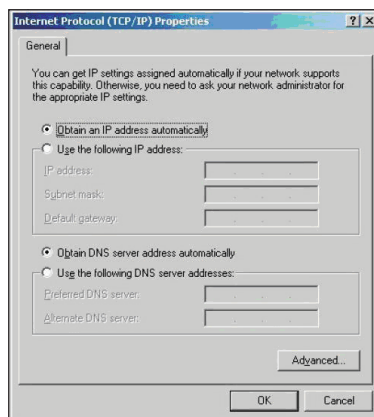 Internet Protocol (TCP/IP) Properties
General
You can get IP settings assigned automatically if your network supports
this capability. Otherwise, you need to ask your network administrator for
the appropriate IP settings.
Obtain an IP address automatically
Use the following IP address:
IP address:
Subnet mask:
Default gateway:
Obtain DNS server address automatically
Use the following DNS server addresses:
Preferred DNS server:
Alternate DNS server:
Advanced...
OK Cancel